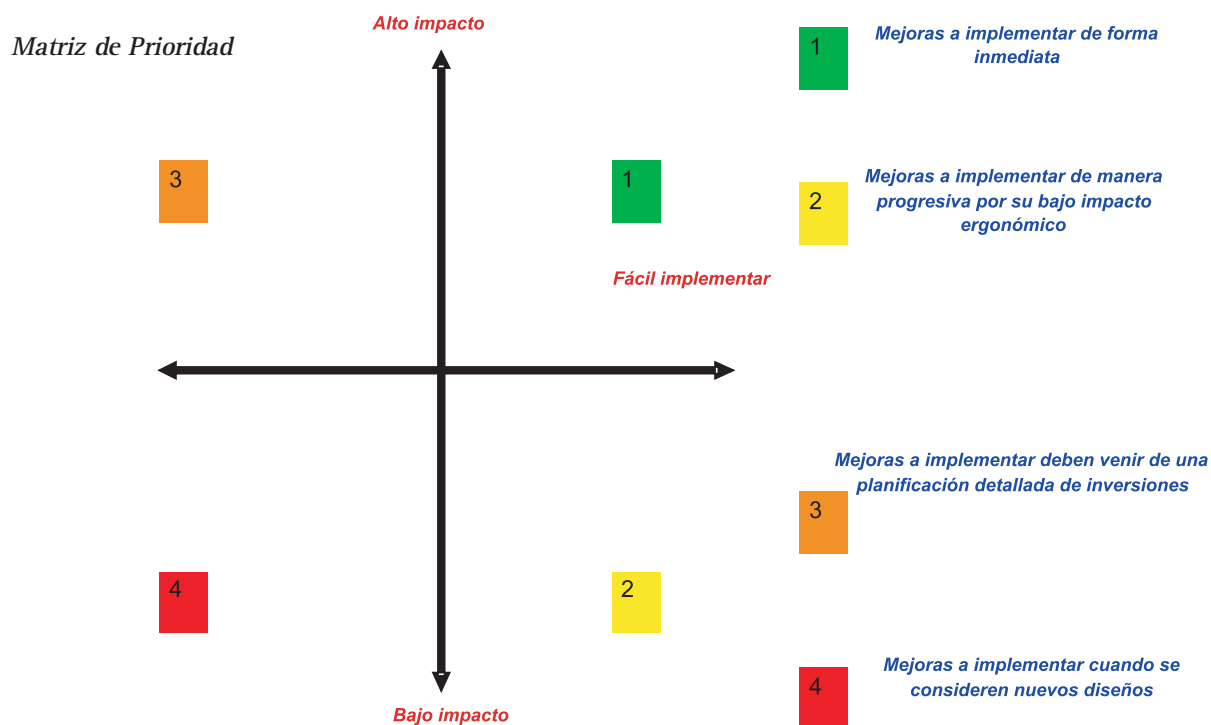 Matriz de Prioridad
Alto impacto
3
1
Fácil implementar
4
2
Bajo impacto
1
Mejoras a implementar de forma
inmediata
2
Mejoras a implementar de manera
progresiva por su bajo impacto
ergonómico
Mejoras a implementar deben venir de una
planificación detallada de inversiones
3
4
Mejoras a implementar cuando se
consideren nuevos diseños